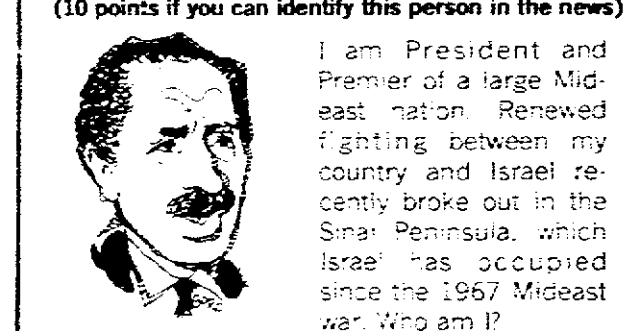 (10 points if you can identify this person in the news)
I am President and
Premier of a large Mid-
east nation. Renewed
fighting between my
country and Israel re-
cently broke out in the
Sinai Peninsula, which
Israel has occupied
since the 1967 Mideast
war. Who am I?